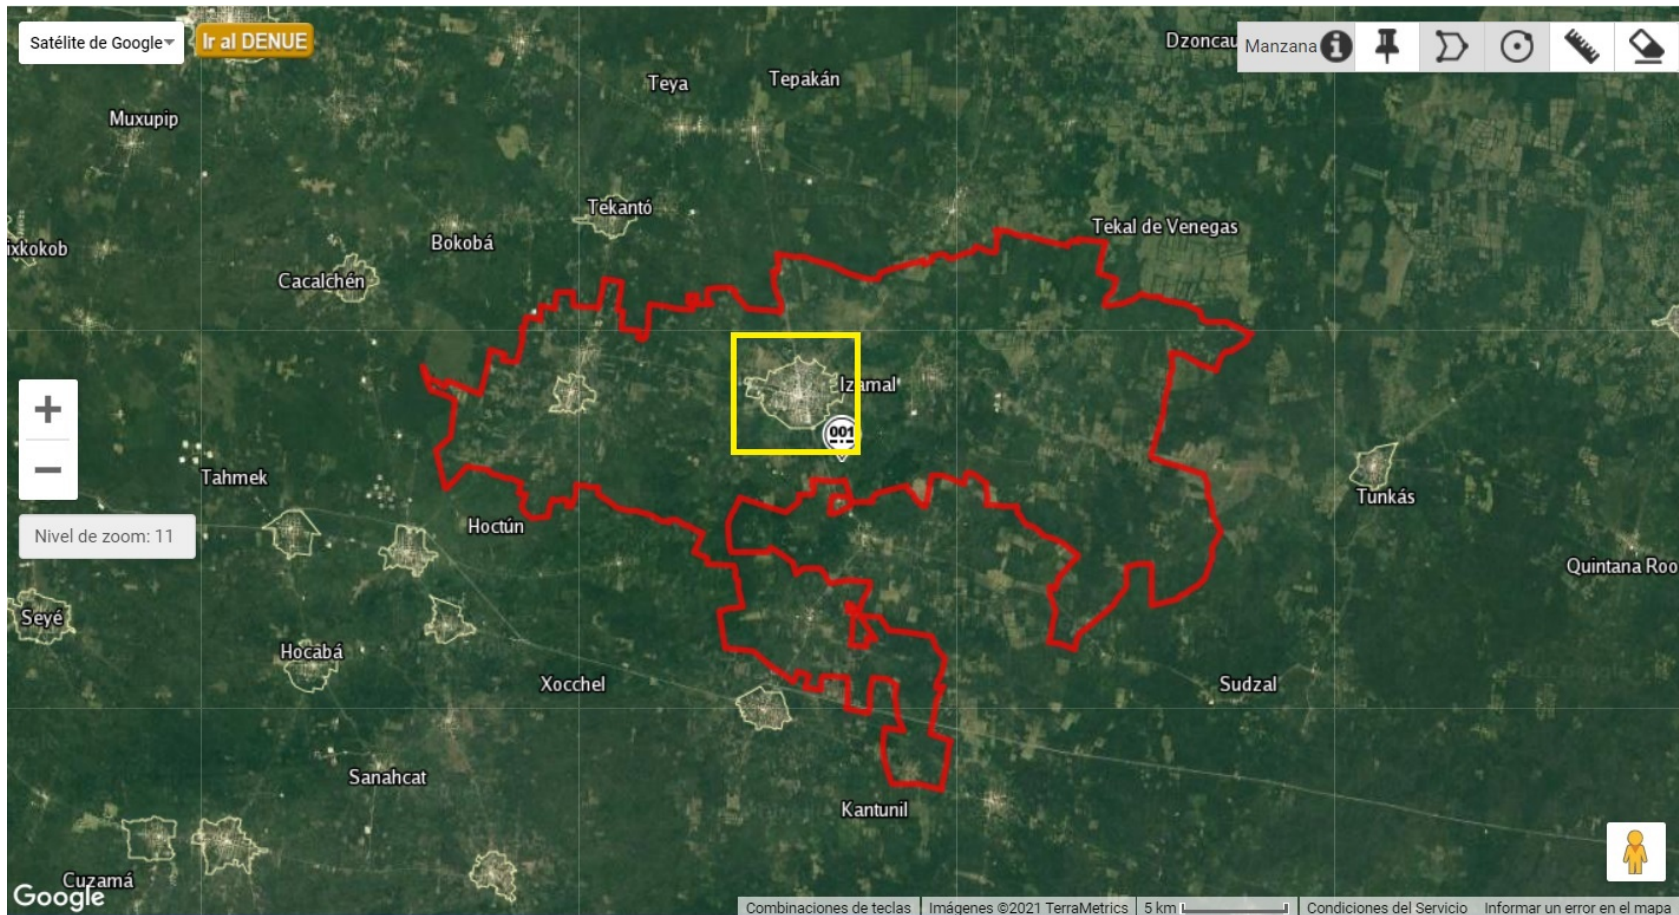 Satélite de Google
Ir al DENUE
Dzoncau
Manzana
Teya
Tepakán
Muxupip
Tekantó
Tekal de Venegas
Bokobá
ixkokob
Cacalchén
Izamal
001
Tahmek
Tunkás
Hoctún
Nivel de zoom: 11
Quintana Roo
Seyé
Hocabá
Xocchel
Sudzal
Sanahcat
Kantunil
Cuzamá
Google
Combinaciones de teclas Imágenes ©2021 TerraMetrics 5 km Condiciones del Servicio Informar un error en el mapa